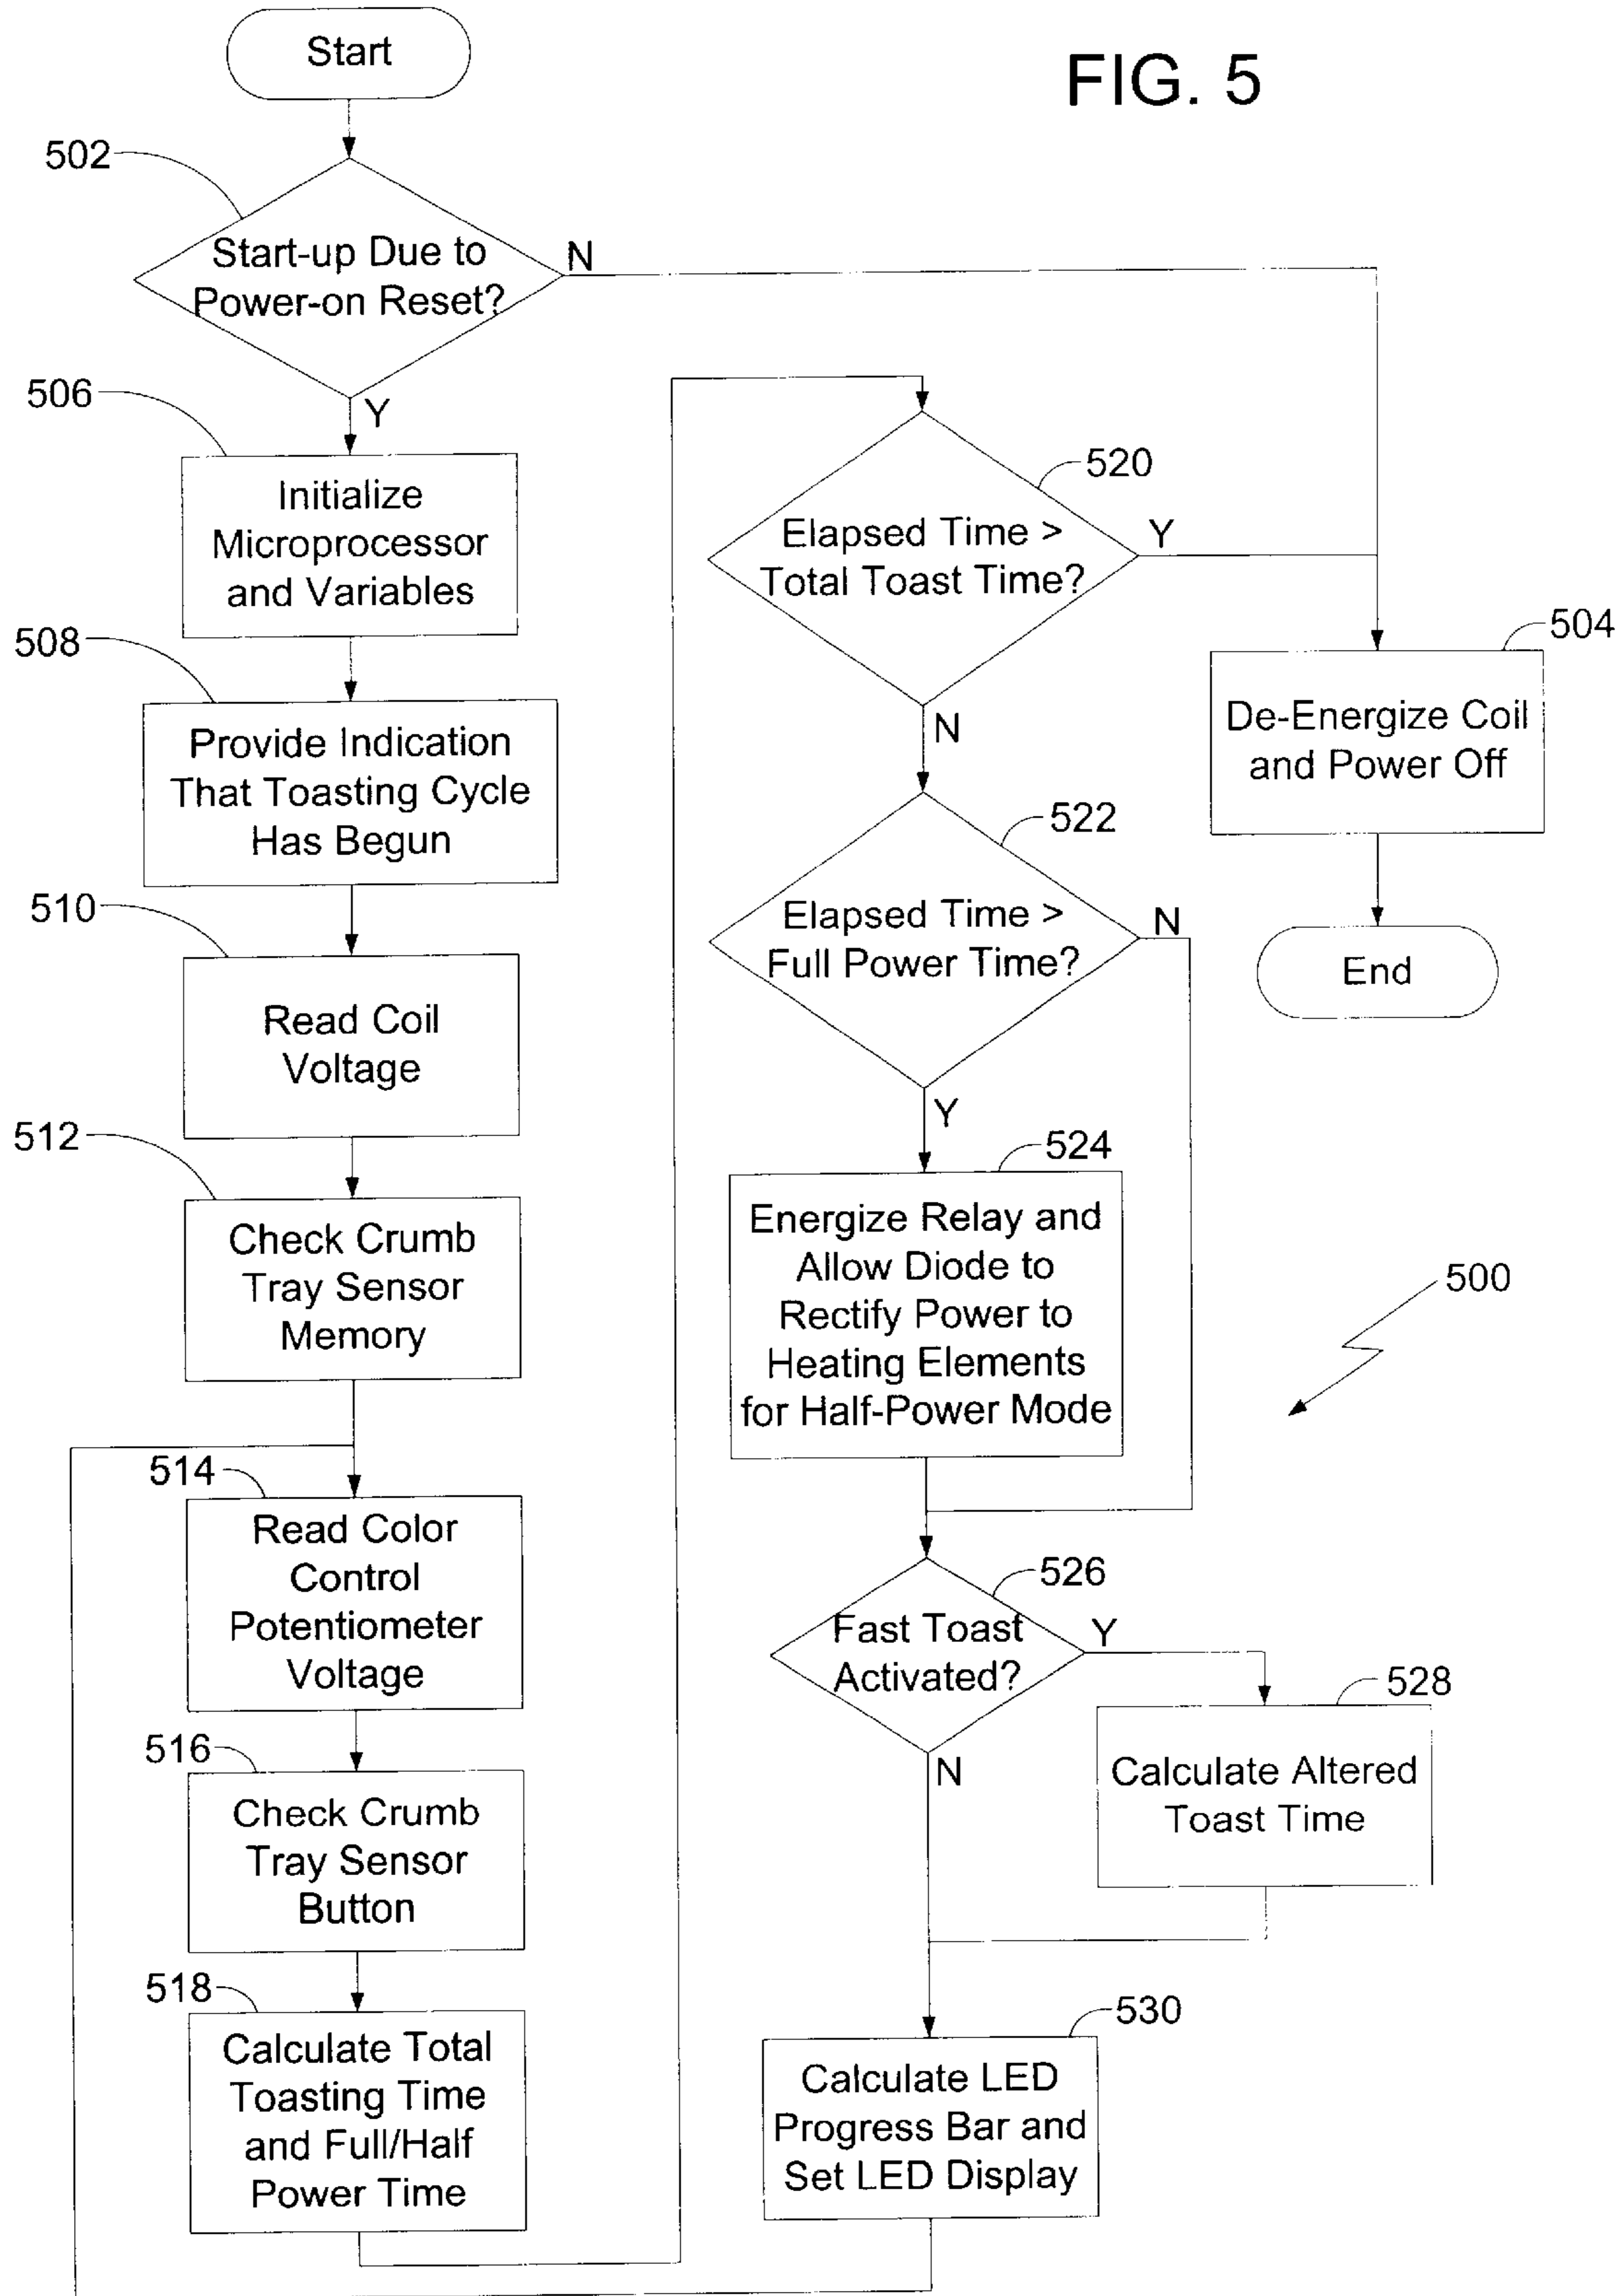 Start
FIG. 5
502
Start-up Due to
Power-on Reset?
N
Y
506
Initialize
Microprocessor
and Variables
508
Provide Indication
That Toasting Cycle
Has Begun
510
Read Coil
Voltage
512
Check Crumb
Tray Sensor
Memory
514
Read Color
Control
Potentiometer
Voltage
516
Check Crumb
Tray Sensor
Button
518
Calculate Total
Toasting Time
and Full/Half
Power Time
520
Elapsed Time >
Total Toast Time?
Y
N
504
De-Energize Coil
and Power Off
End
522
Elapsed Time >
Full Power Time?
N
Y
524
Energize Relay and
Allow Diode to
Rectify Power to
Heating Elements
for Half-Power Mode
500
526
Fast Toast
Activated?
Y
N
528
Calculate Altered
Toast Time
530
Calculate LED
Progress Bar and
Set LED Display